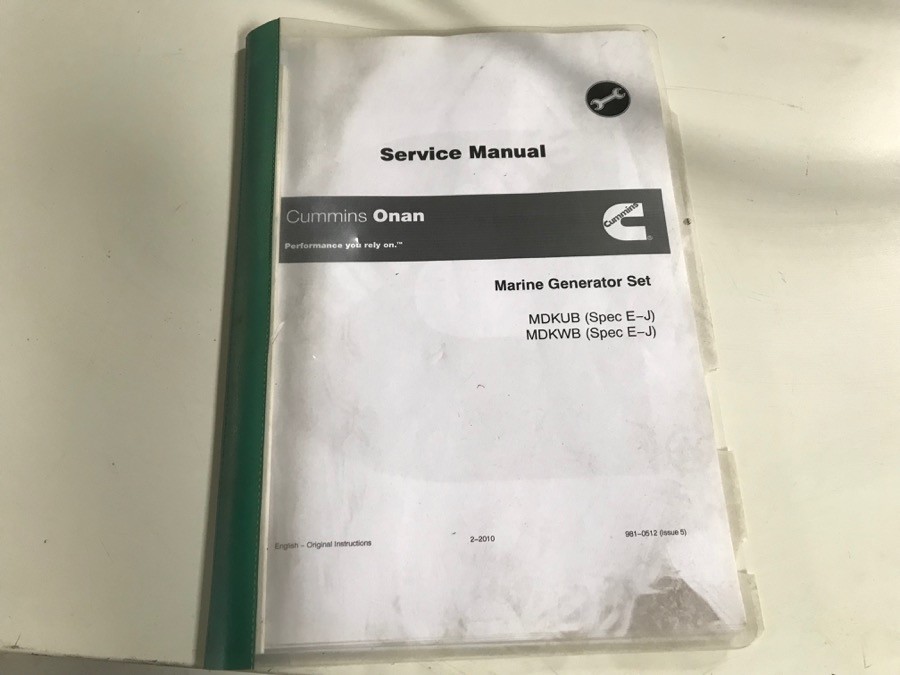 Service Manual
Cummins Onan
Cummins
®
Performance you rely on.™
Marine Generator Set
MDKUB (Spec E–J)
MDKWB (Spec E–J)
English – Original Instructions
2–2010
981–0512 (Issue 5)